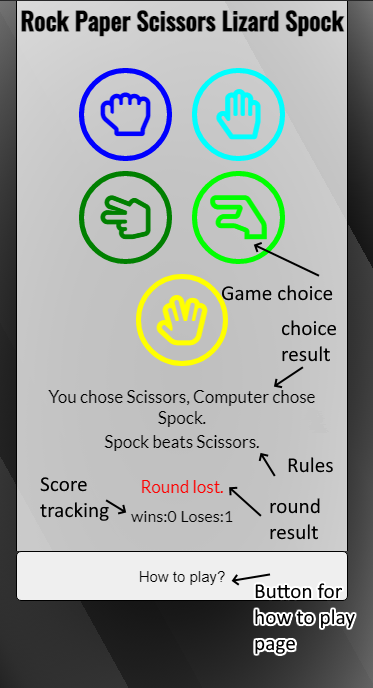 Rock Paper Scissors Lizard Spock
Game choice
choice
result
You chose Scissors, Computer chose
Spock.
Spock beats Scissors.
Rules
Score
tracking
Round lost.
round
result
wins:0 Loses:1
How to play?
Button for
how to play
page